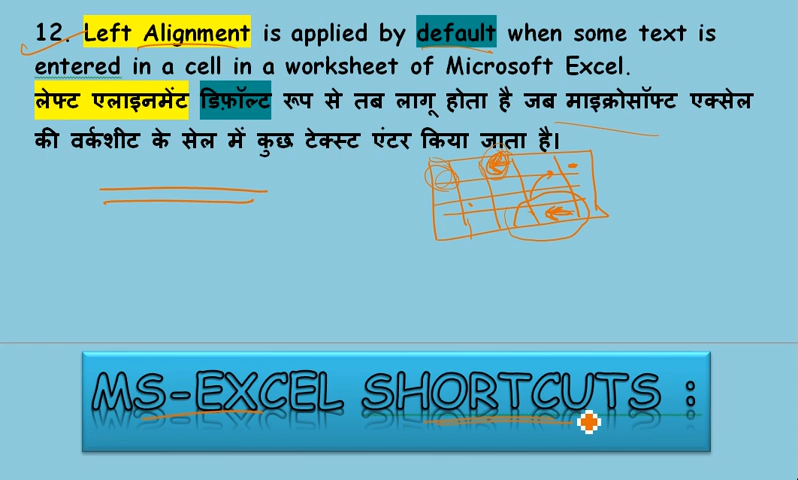 12. Left Alignment is applied by default when some text is
entered in a cell in a worksheet of Microsoft Excel.
लेफ्ट एलाइनमेंट डिफ़ॉल्ट रूप से तब लागू होता है जब माइक्रोसॉफ्ट एक्सेल
की वर्कशीट के सेल में कुछ टेक्स्ट एंटर किया जाता है।
MS-EXCEL SHORTCUTS :